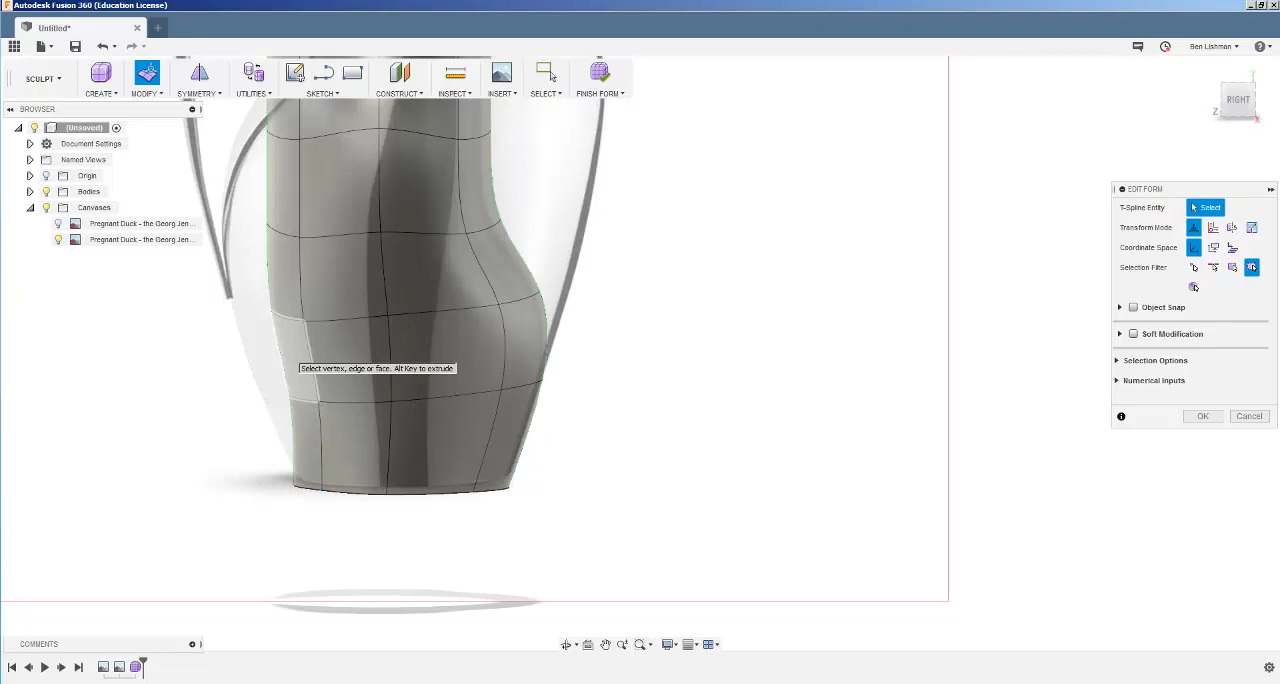 Autodesk Fusion 360 (Education License)
Untitled*
Ben Lishman
SCULPT
CREATE
MODIFY
SYMMETRY
UTILITIES
SKETCH
CONSTRUCT
INSPECT
INSERT
SELECT
FINISH FORM
BROWSER
(Unsaved)
Document Settings
Named Views
Origin
Bodies
Canvases
Pregnant Duck - the Georg Jen...
Pregnant Duck - the Georg Jen...
Y
RIGHT
Z
X
EDIT FORM
T-Spline Entity
Select
Transform Mode
Coordinate Space
Selection Filter
Object Snap
Soft Modification
Selection Options
Numerical Inputs
OK
Cancel
Select vertex, edge or face. Alt Key to extrude
COMMENTS